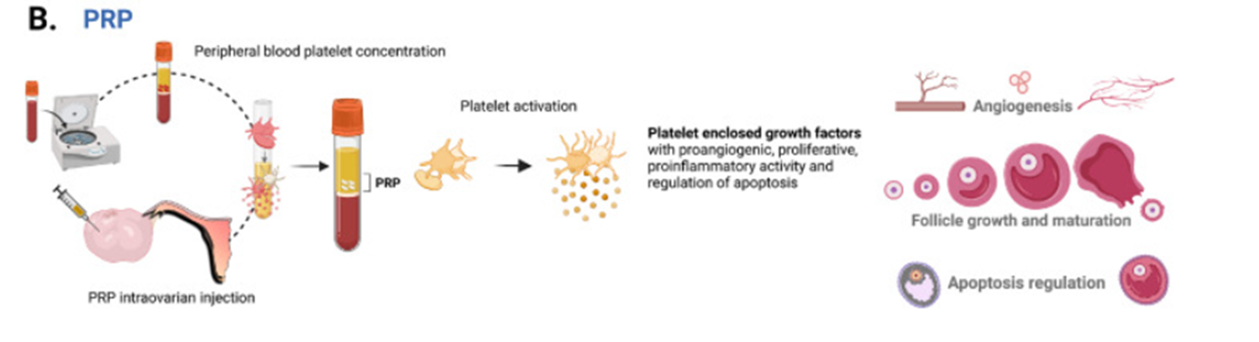 B. PRP
Peripheral blood platelet concentration
PRP
PRP intraovarian injection
Platelet activation
Platelet enclosed growth factors
with proangiogenic, proliferative,
proinflammatory activity and
regulation of apoptosis
Angiogenesis
Follicle growth and maturation
Apoptosis regulation